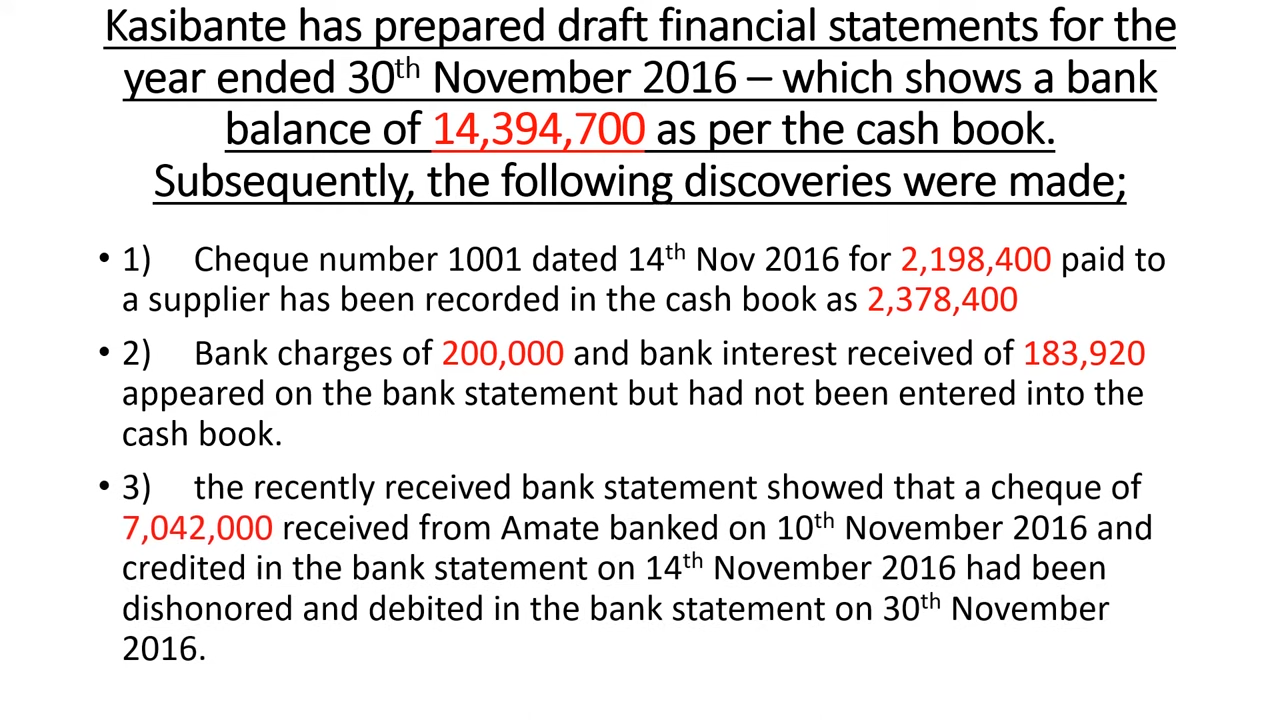 Kasibante has prepared draft financial statements for the
year ended 30th November 2016 – which shows a bank
balance of 14,394,700 as per the cash book.
Subsequently, the following discoveries were made;
• 1) Cheque number 1001 dated 14th Nov 2016 for 2,198,400 paid to
a supplier has been recorded in the cash book as 2,378,400
• 2) Bank charges of 200,000 and bank interest received of 183,920
appeared on the bank statement but had not been entered into the
cash book.
• 3) the recently received bank statement showed that a cheque of
7,042,000 received from Amate banked on 10th November 2016 and
credited in the bank statement on 14th November 2016 had been
dishonored and debited in the bank statement on 30th November
2016.